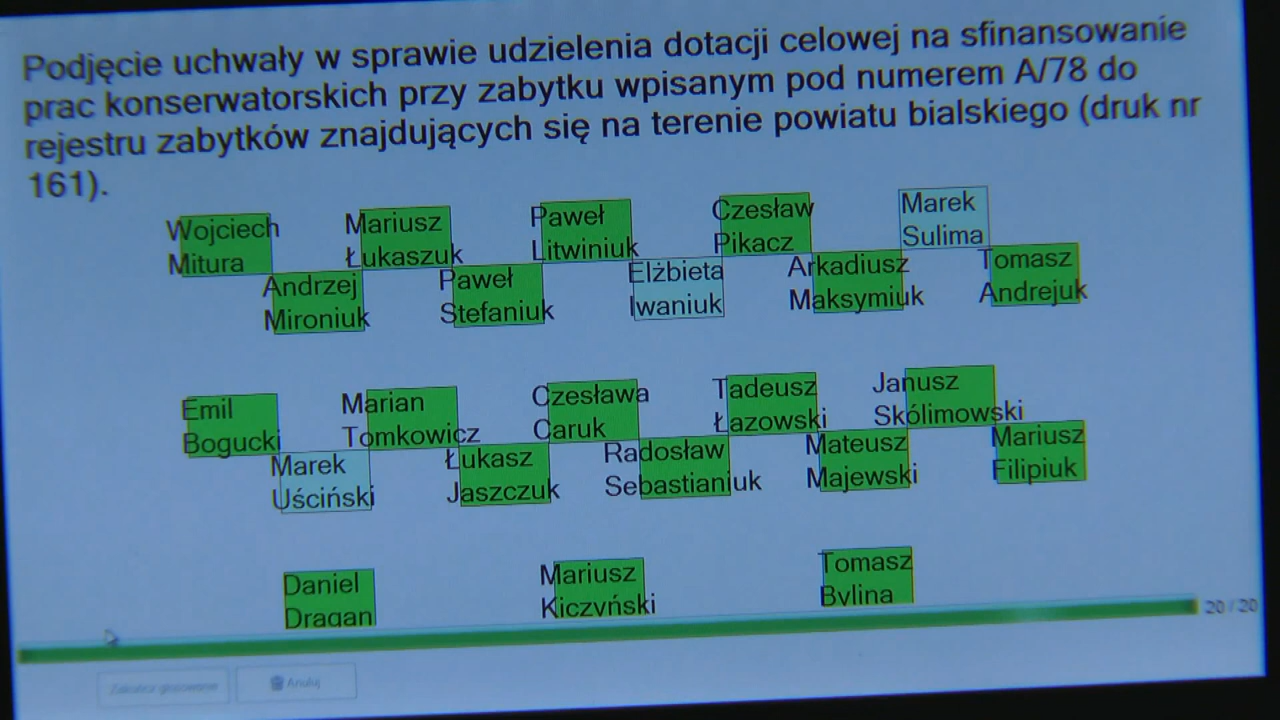 Podjęcie uchwały w sprawie udzielenia dotacji celowej na sfinansowanie
prac konserwatorskich przy zabytku wpisanym pod numerem A/78 do
rejestru zabytków znajdujących się na terenie powiatu bialskiego (druk nr
161).
Wojciech
Mitura
Mariusz
Łukaszuk
Paweł
Litwiniuk
Czesław
Pikacz
Marek
Sulima
Andrzej
Mironiuk
Paweł
Stefaniuk
Elżbieta
Iwaniuk
Arkadiusz
Maksymiuk
Tomasz
Andrejuk
Emil
Bogucki
Marian
Tomkowicz
Czesława
Caruk
Tadeusz
Łazowski
Janusz
Skólimowski
Marek
Uściński
Łukasz
Jaszczuk
Radosław
Sebastianiuk
Mateusz
Majewski
Mariusz
Filipiuk
Daniel
Dragan
Mariusz
Kiczyński
Tomasz
Bylina
20 / 20
Zakończ głosowanie
Anuluj